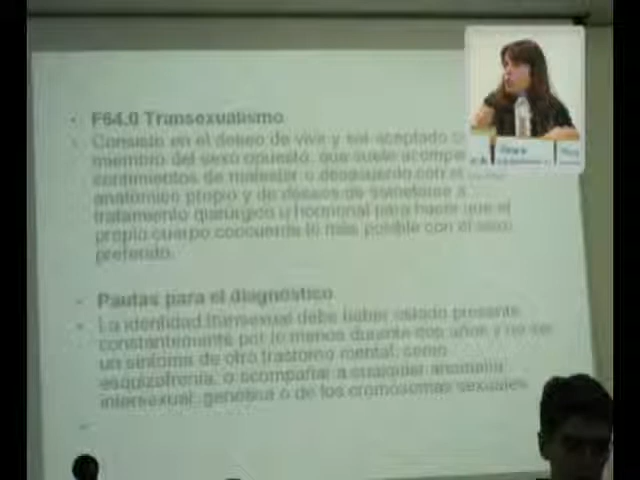 F64.0 Transexualismo
Consiste en el deseo de vivir y ser aceptado
miembro del sexo opuesto, que suele
sentimientos de malestar o desacuerdo con el
anatómico propio y de deseos de someterse a
tratamiento quirúrgico u hormonal para hacer que el
propio cuerpo concuerde lo más posible con el sexo
preferido.
Pautas para el diagnóstico
La identidad transexual debe haber estado presente
constantemente por lo menos durante dos años y no ser
un síntoma de otro trastorno mental, como
esquizofrenia, o acompañar a cualquier anomalía
intersexual, genética o de los cromosomas sexuales